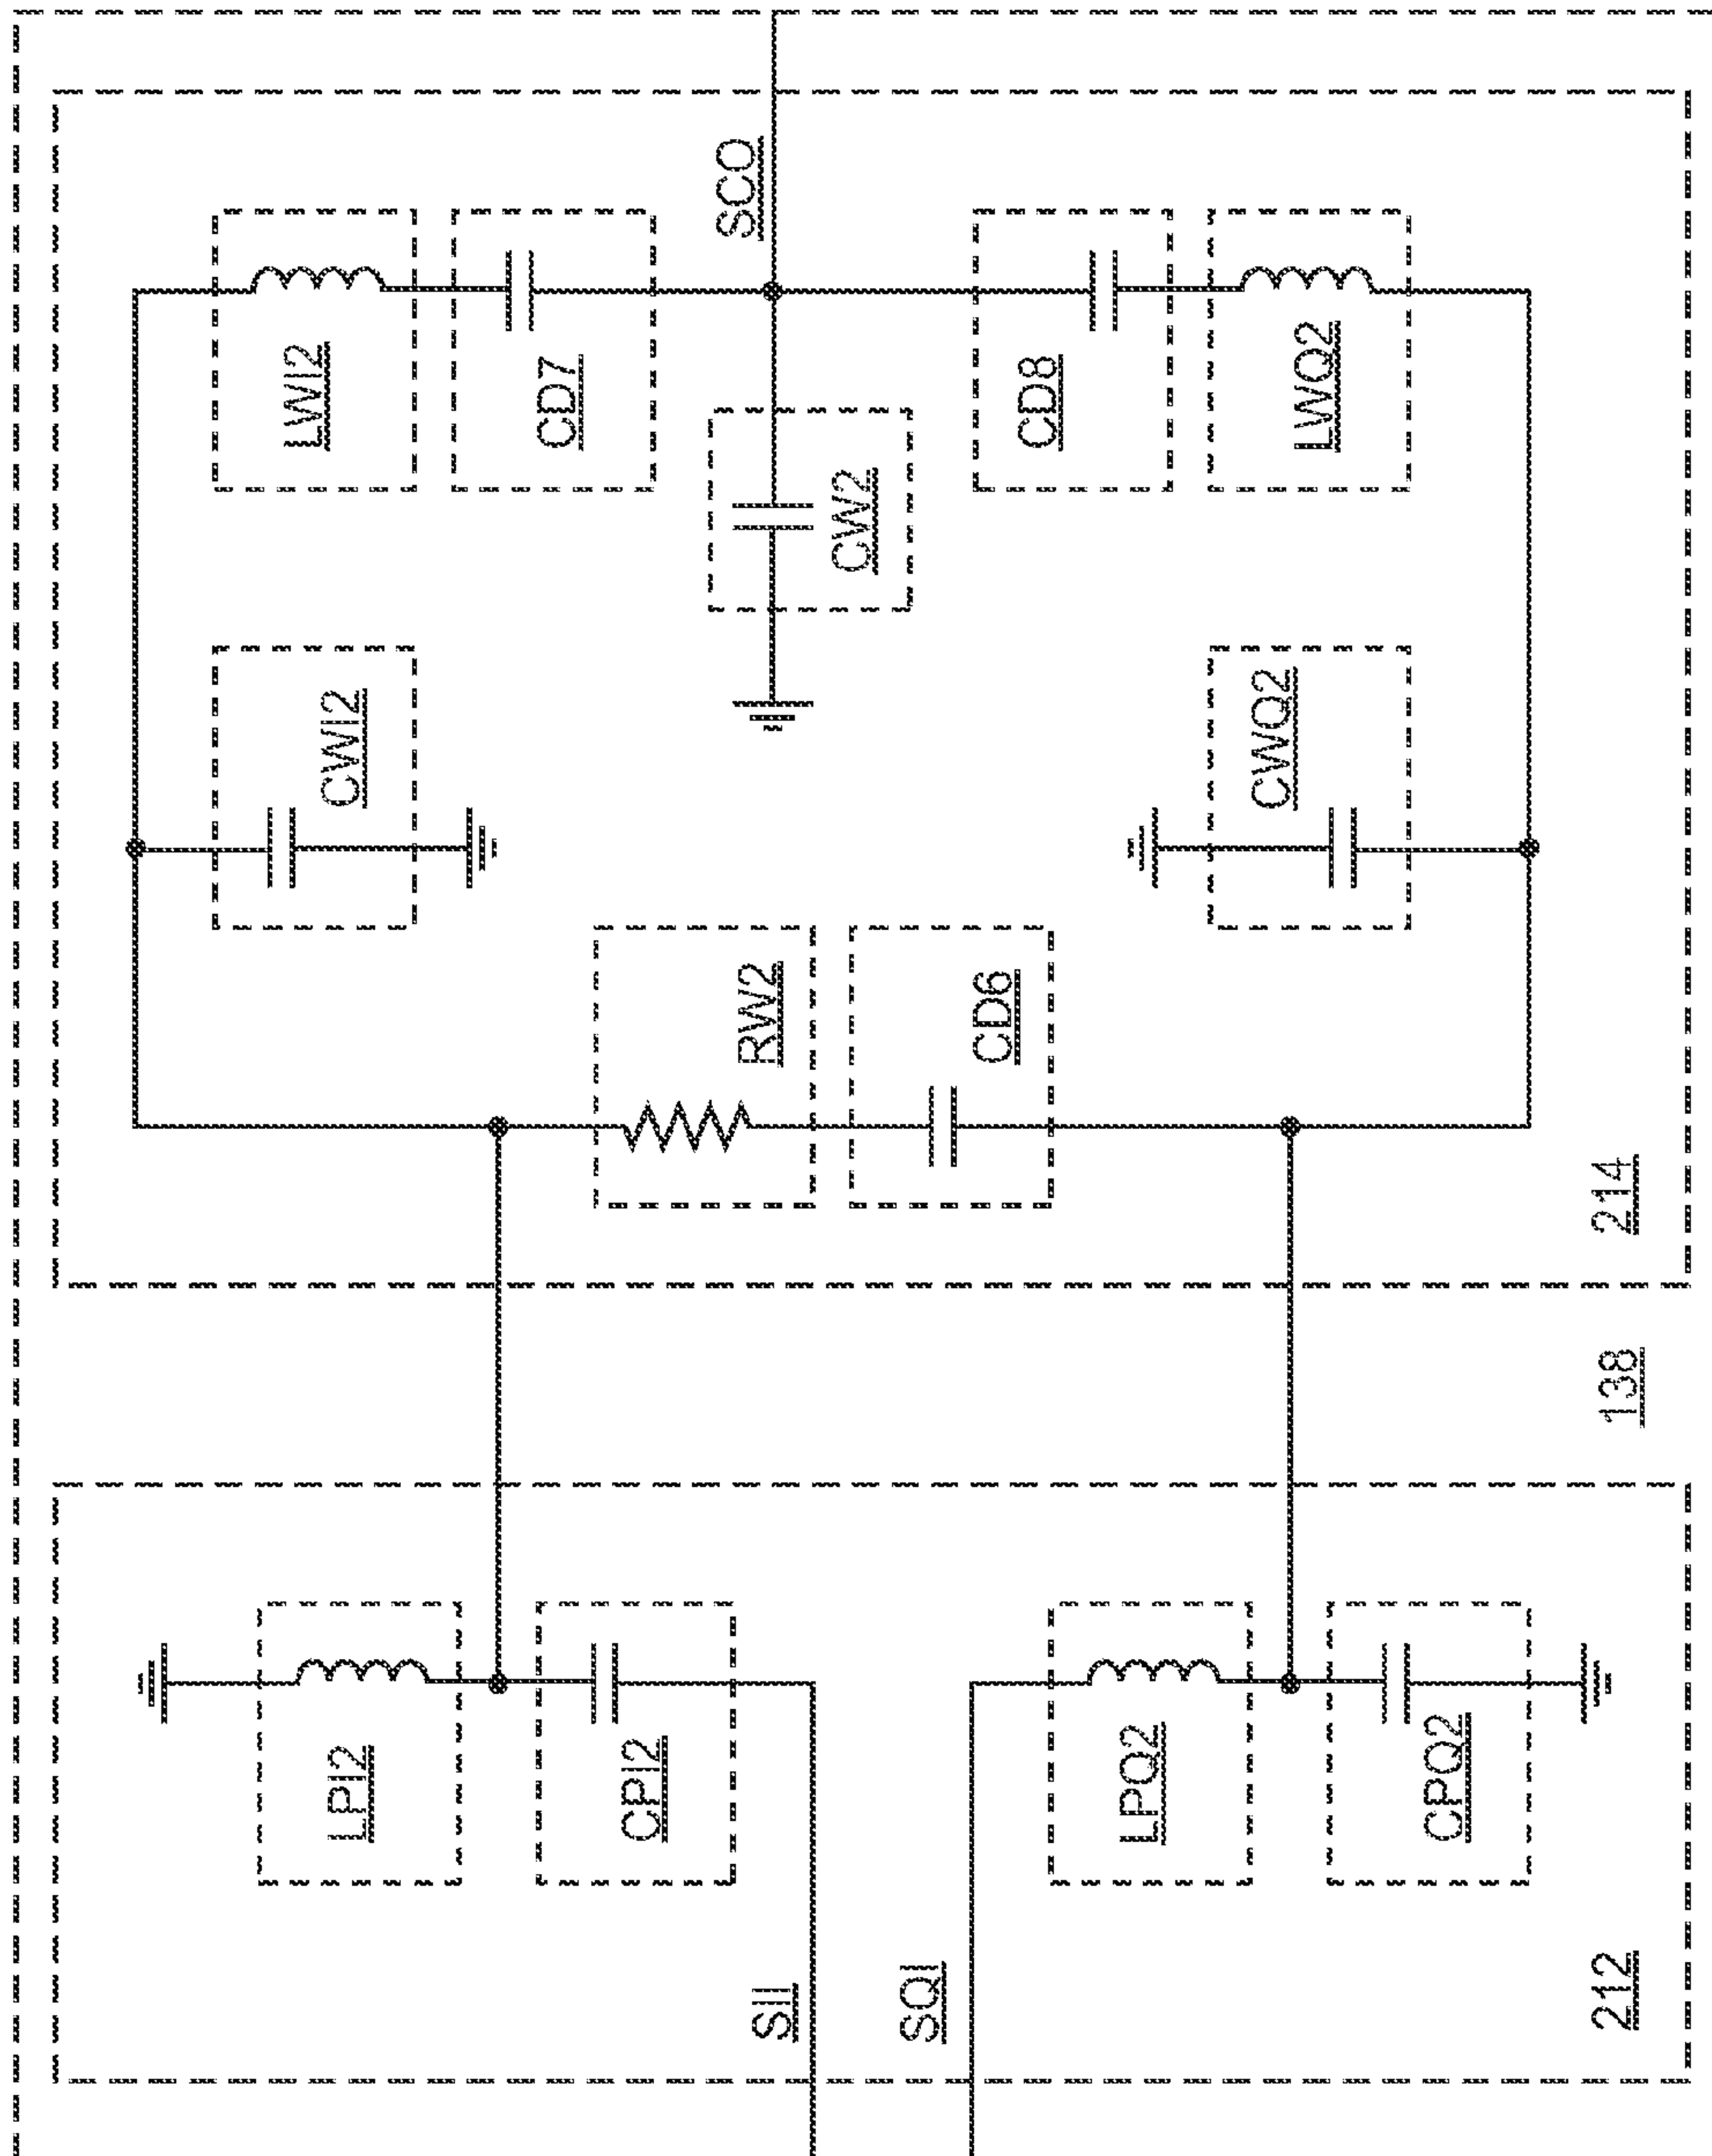 SCO
LWI2
CD7
CD8
LWQ2
CW2
CWI2
CWQ2
RW2
CD6
214
138
LPI2
CPI2
LPQ2
CPQ2
SII
SQI
212